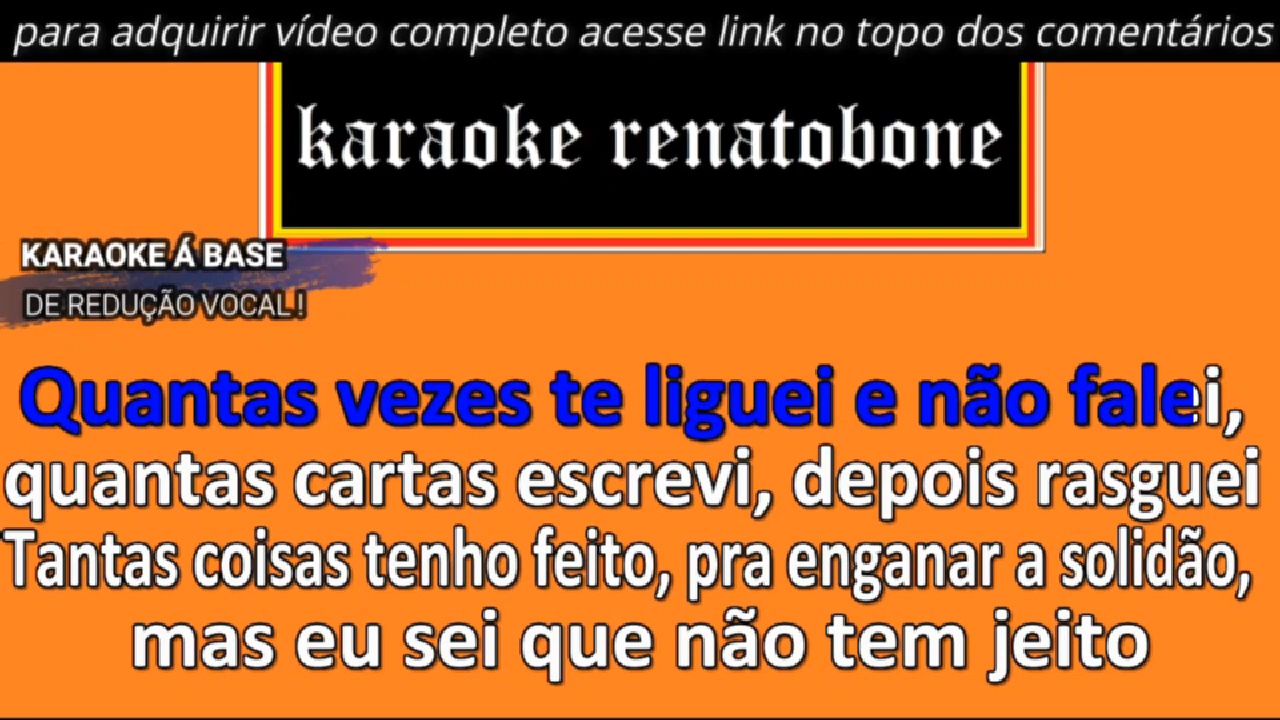 para adquirir vídeo completo acesse link no topo dos comentários
karaoke renatobone
KARAOKE Á BASE
DE REDUÇÃO VOCAL !
Quantas vezes te liguei e não falei,
quantas cartas escrevi, depois rasguei
Tantas coisas tenho feito, pra enganar a solidão,
mas eu sei que não tem jeito